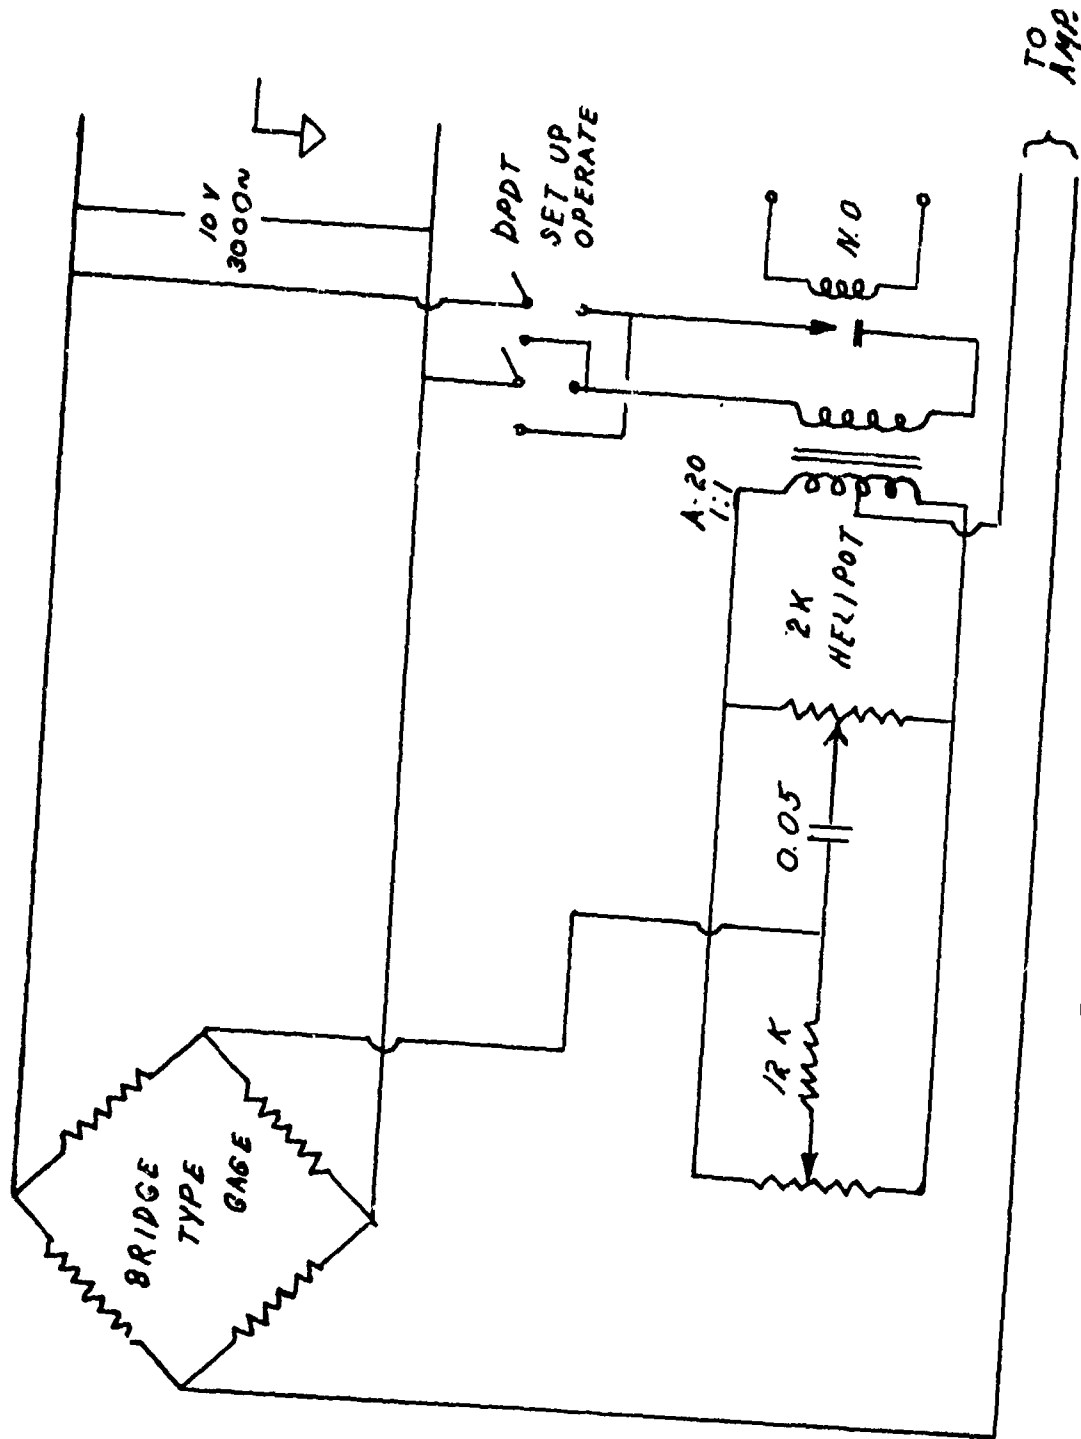 BRIDGE
TYPE
GAGE
10 V
3000~
DPDT
SET UP
OPERATE
A-20
1:1
N.O
12 K
0.05
2K
HELIPOT
TO
AMP.